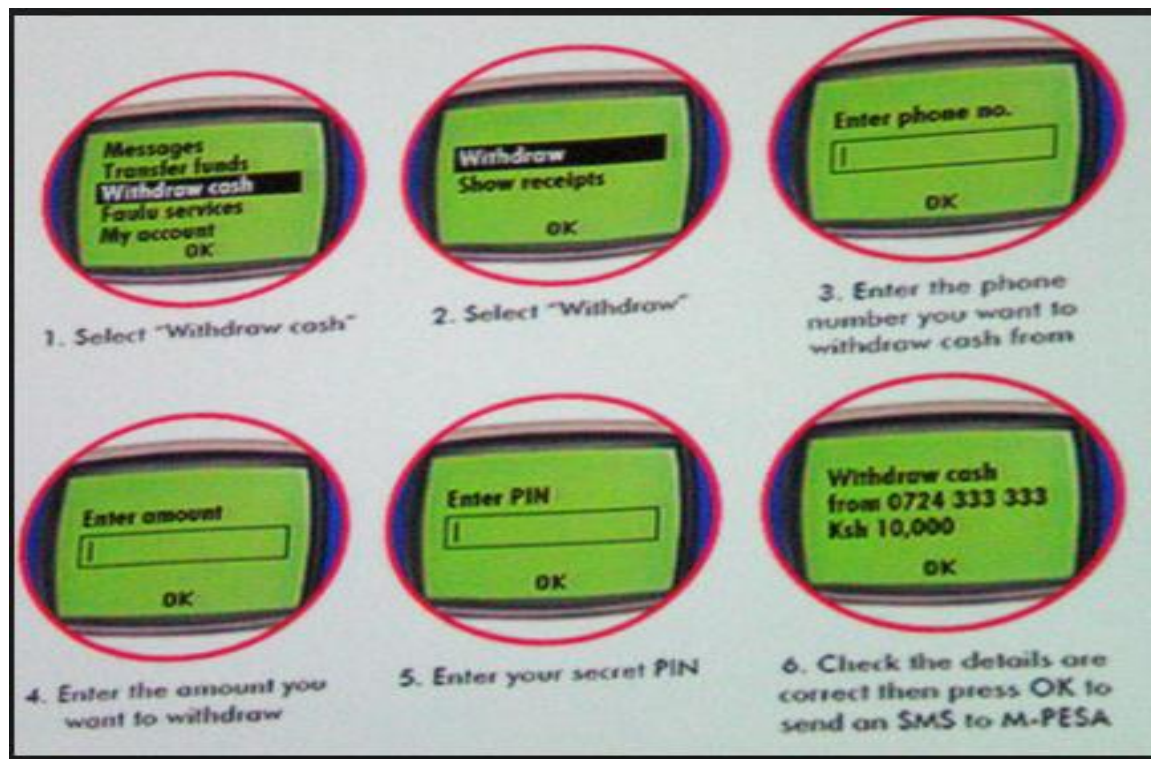 Messages
Transfer funds
Withdraw cash
Faulu services
My account
OK
1. Select "Withdraw cash"
Withdraw
Show receipts
OK
2. Select "Withdraw"
Enter phone no.
OK
3. Enter the phone
number you want to
withdraw cash from
Enter amount
OK
4. Enter the amount you
want to withdraw
Enter PIN
OK
5. Enter your secret PIN
Withdraw cash
from 0724 333 333
Ksh 10,000
OK
6. Check the details are
correct then press OK to
send an SMS to M-PESA